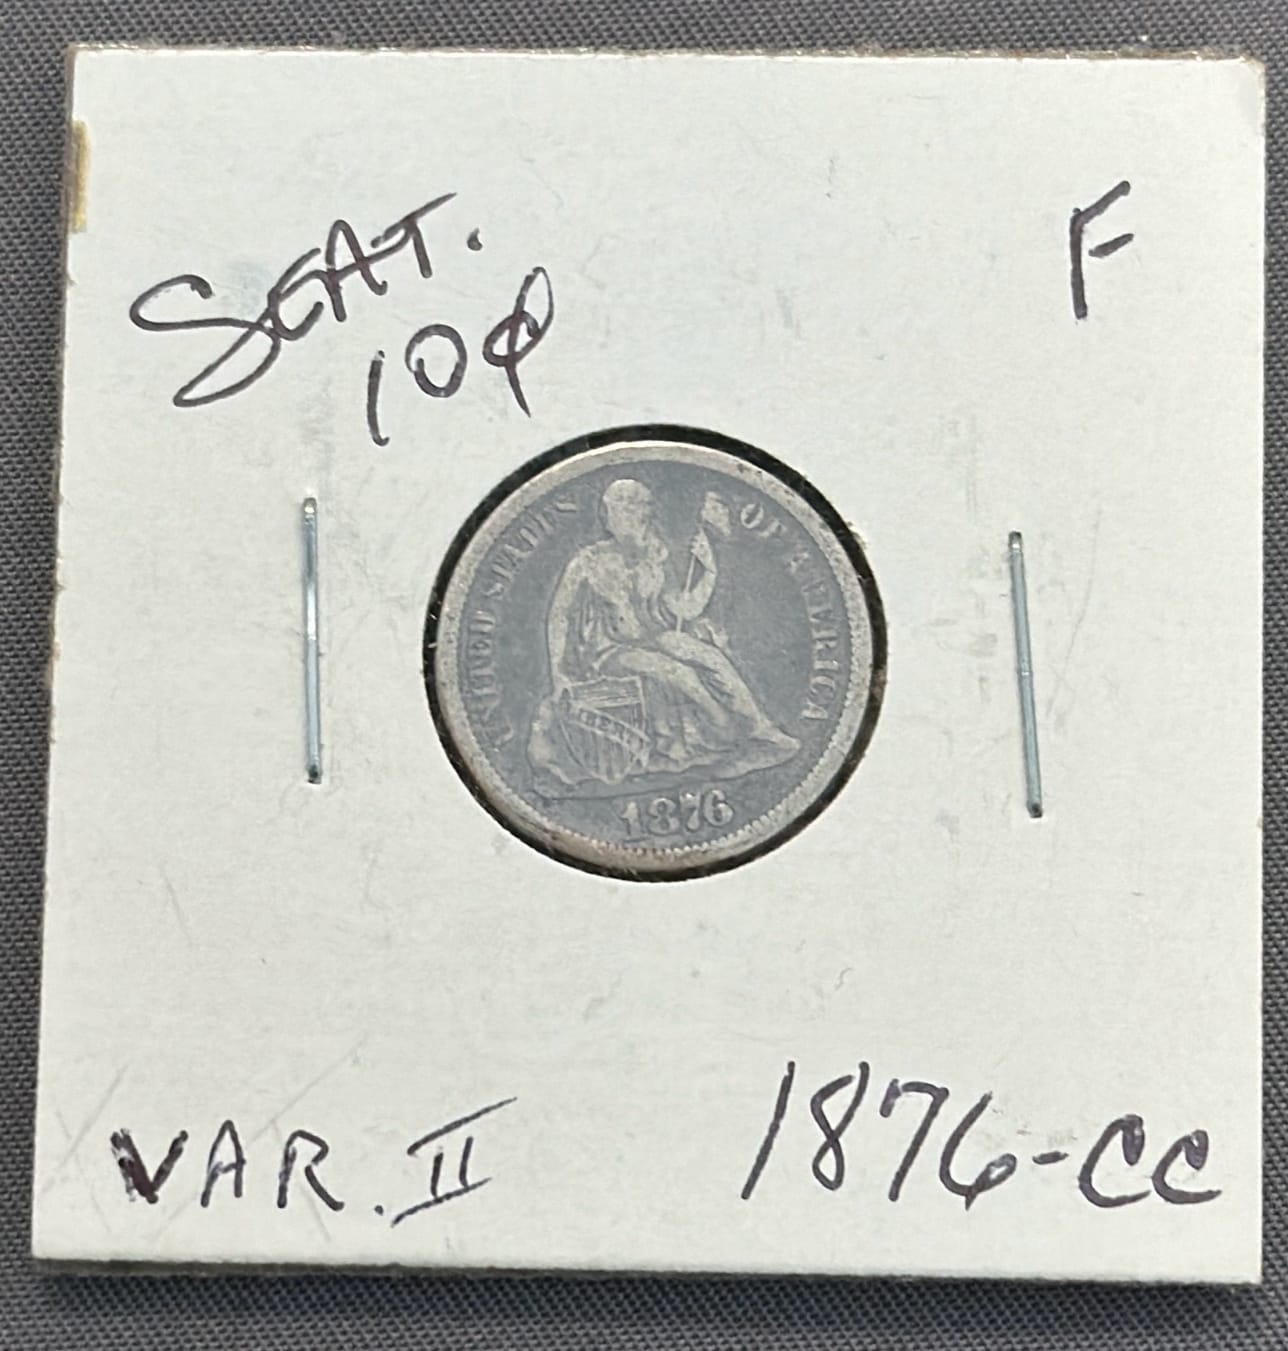 SEAT.
10¢
F
UNITED STATES OF AMERICA
LIBERTY
1876
VAR. II
1876-CC